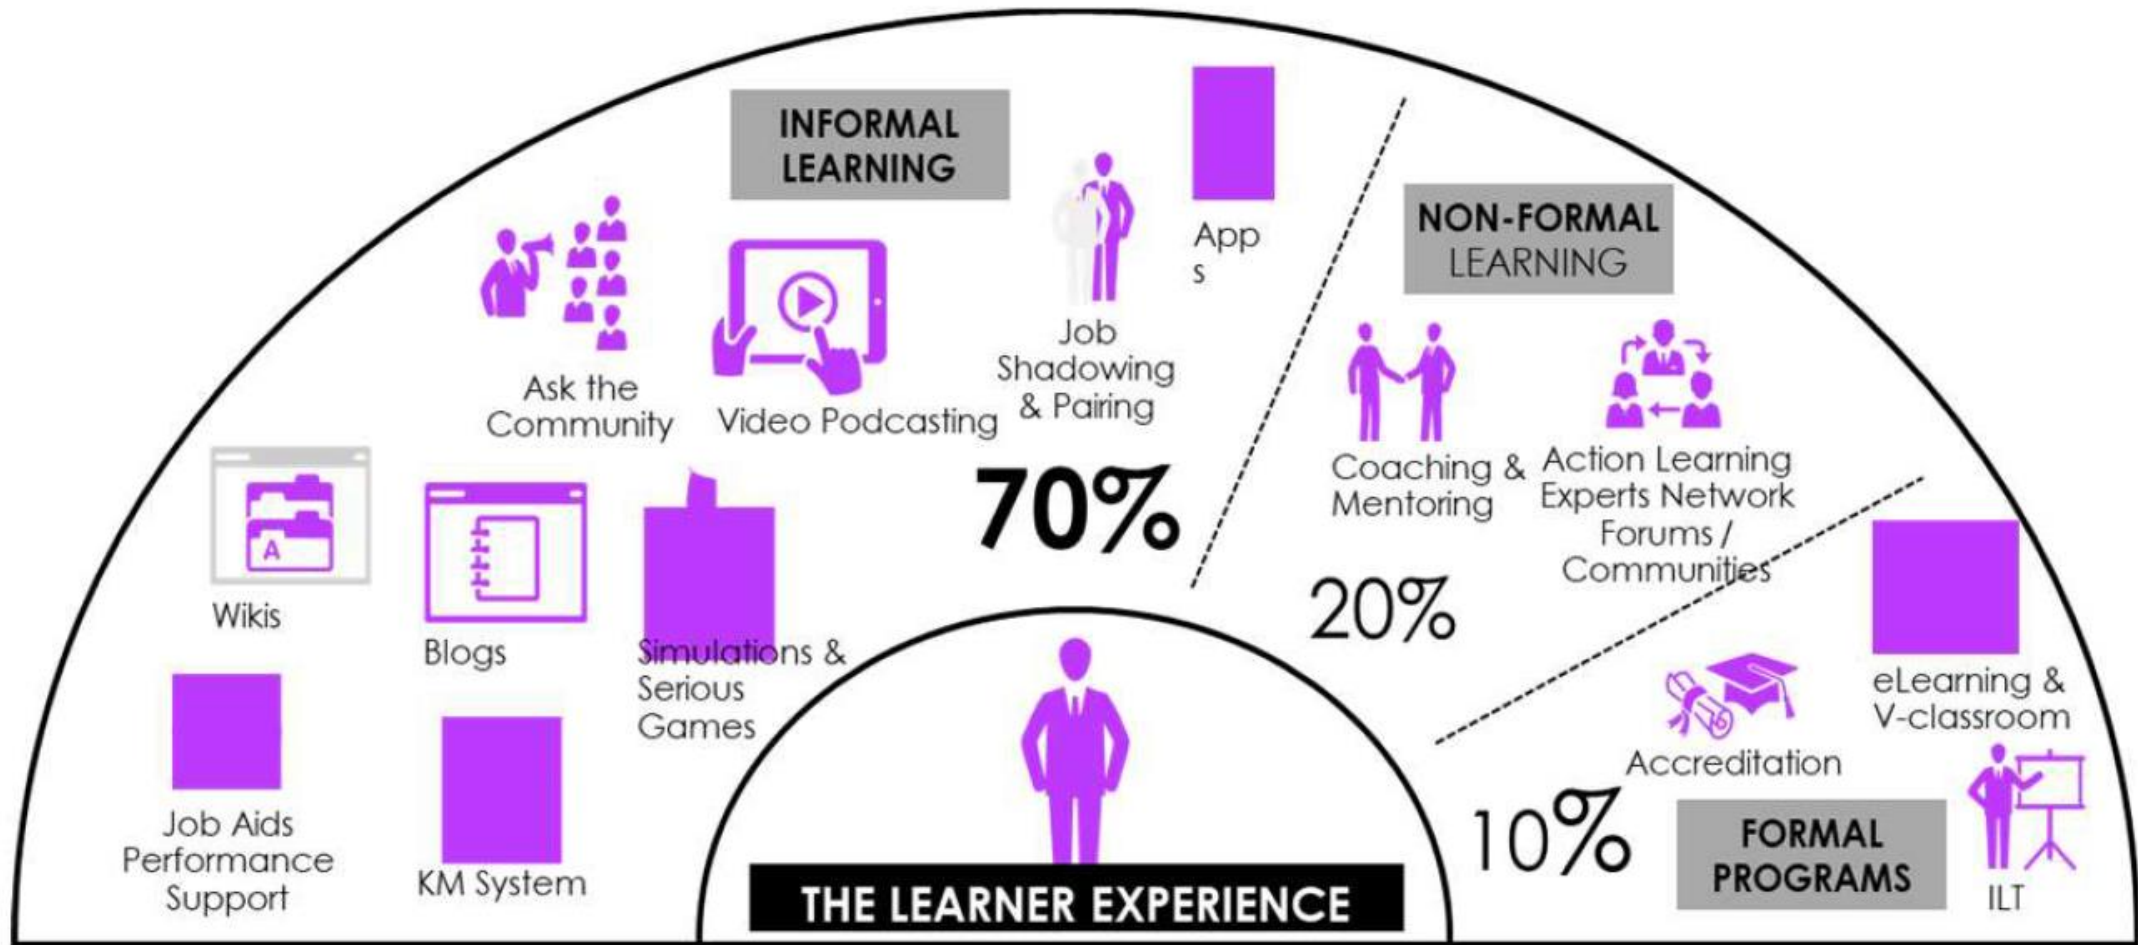 INFORMAL
LEARNING
App
s
Job
Shadowing
& Pairing
Ask the
Community
Video Podcasting
70%
Wikis
A
Blogs
Simulations &
Serious
Games
Job Aids
Performance
Support
KM System
NON-FORMAL
LEARNING
Coaching &
Mentoring
Action Learning
Experts Network
Forums /
Communities
20%
eLearning &
V-classroom
Accreditation
10%
FORMAL
PROGRAMS
ILT
THE LEARNER EXPERIENCE